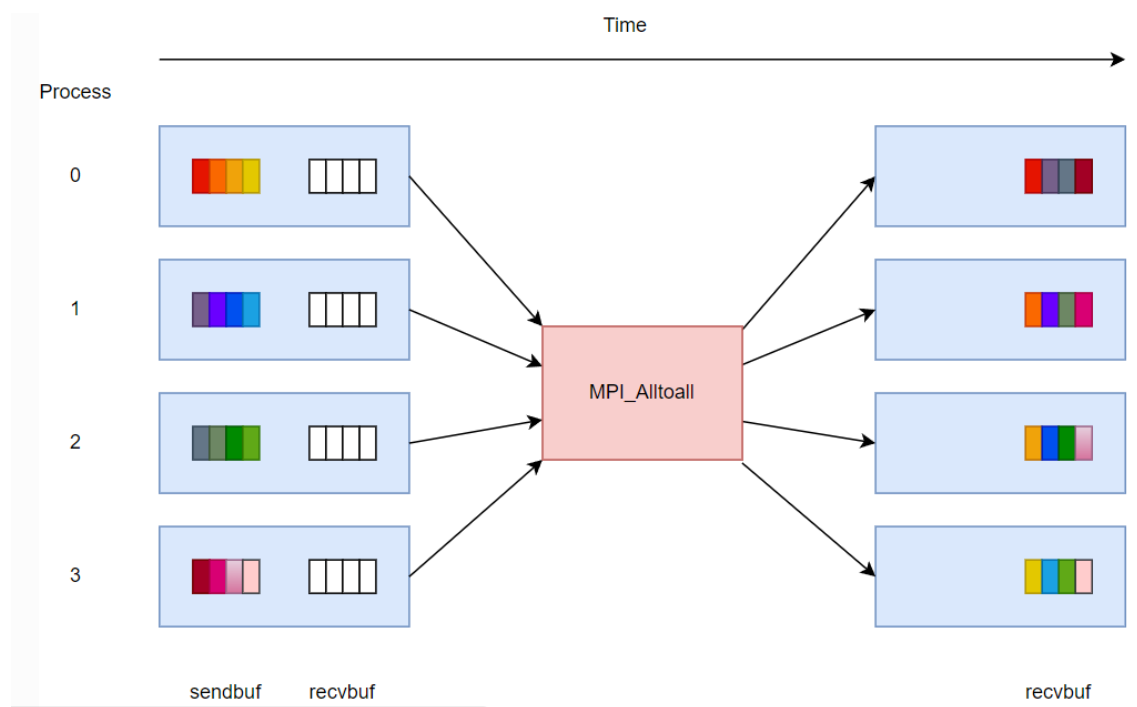 Time
Process
0
1
MPI_Alltoall
2
3
sendbuf recvbuf recvbuf